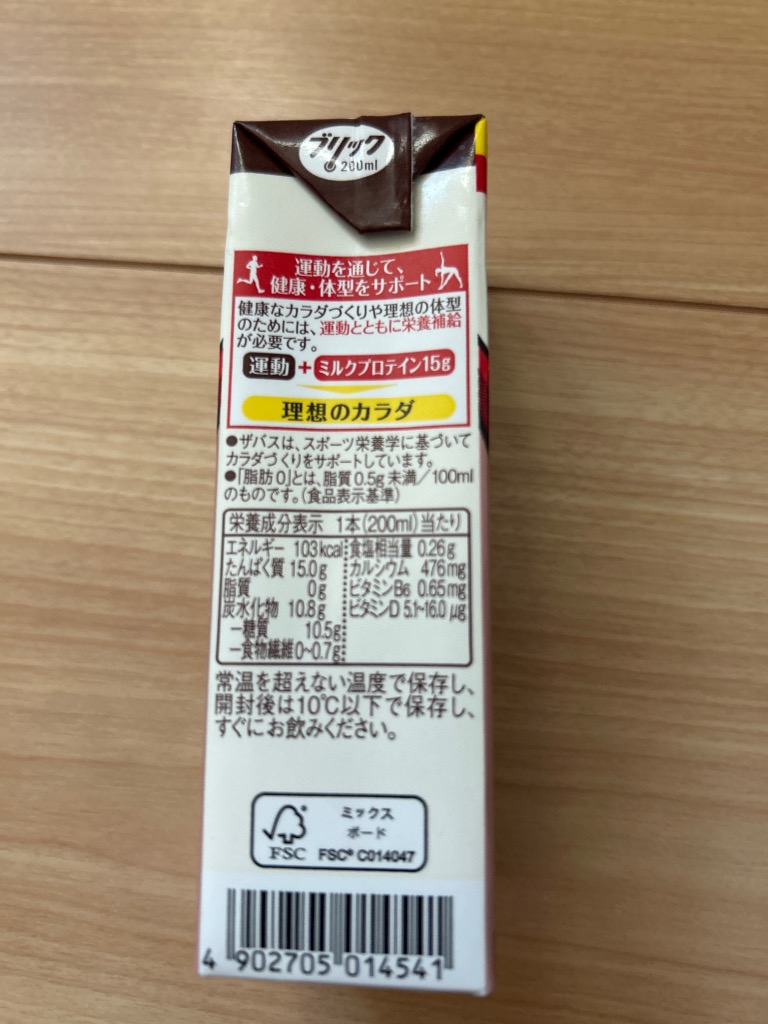 ブリック
200ml
運動を通じて、
健康・体型をサポート
健康なカラダづくりや理想の体型
のためには、運動とともに栄養補給
が必要です。
運動 + ミルクプロテイン15g
理想のカラダ
●ザバスは、スポーツ栄養学に基づいて
カラダづくりをサポートしています。
●「脂肪0」とは、脂質0.5g未満/100ml
のものです。(食品表示基準)
栄養成分表示 1本(200ml)当たり
エネルギー 103kcal 食塩相当量 0.26g
たんぱく質 15.0g カルシウム 476mg
脂質 0g ビタミンB6 0.65mg
炭水化物 10.8g ビタミンD 5.1~16.0μg
ー糖質 10.5g
ー食物繊維 0~0.7g
常温を超えない温度で保存し、
開封後は10℃以下で保存し、
すぐにお飲みください。
ミックス
ボード
FSC FSC® C014047
4 902705 014541